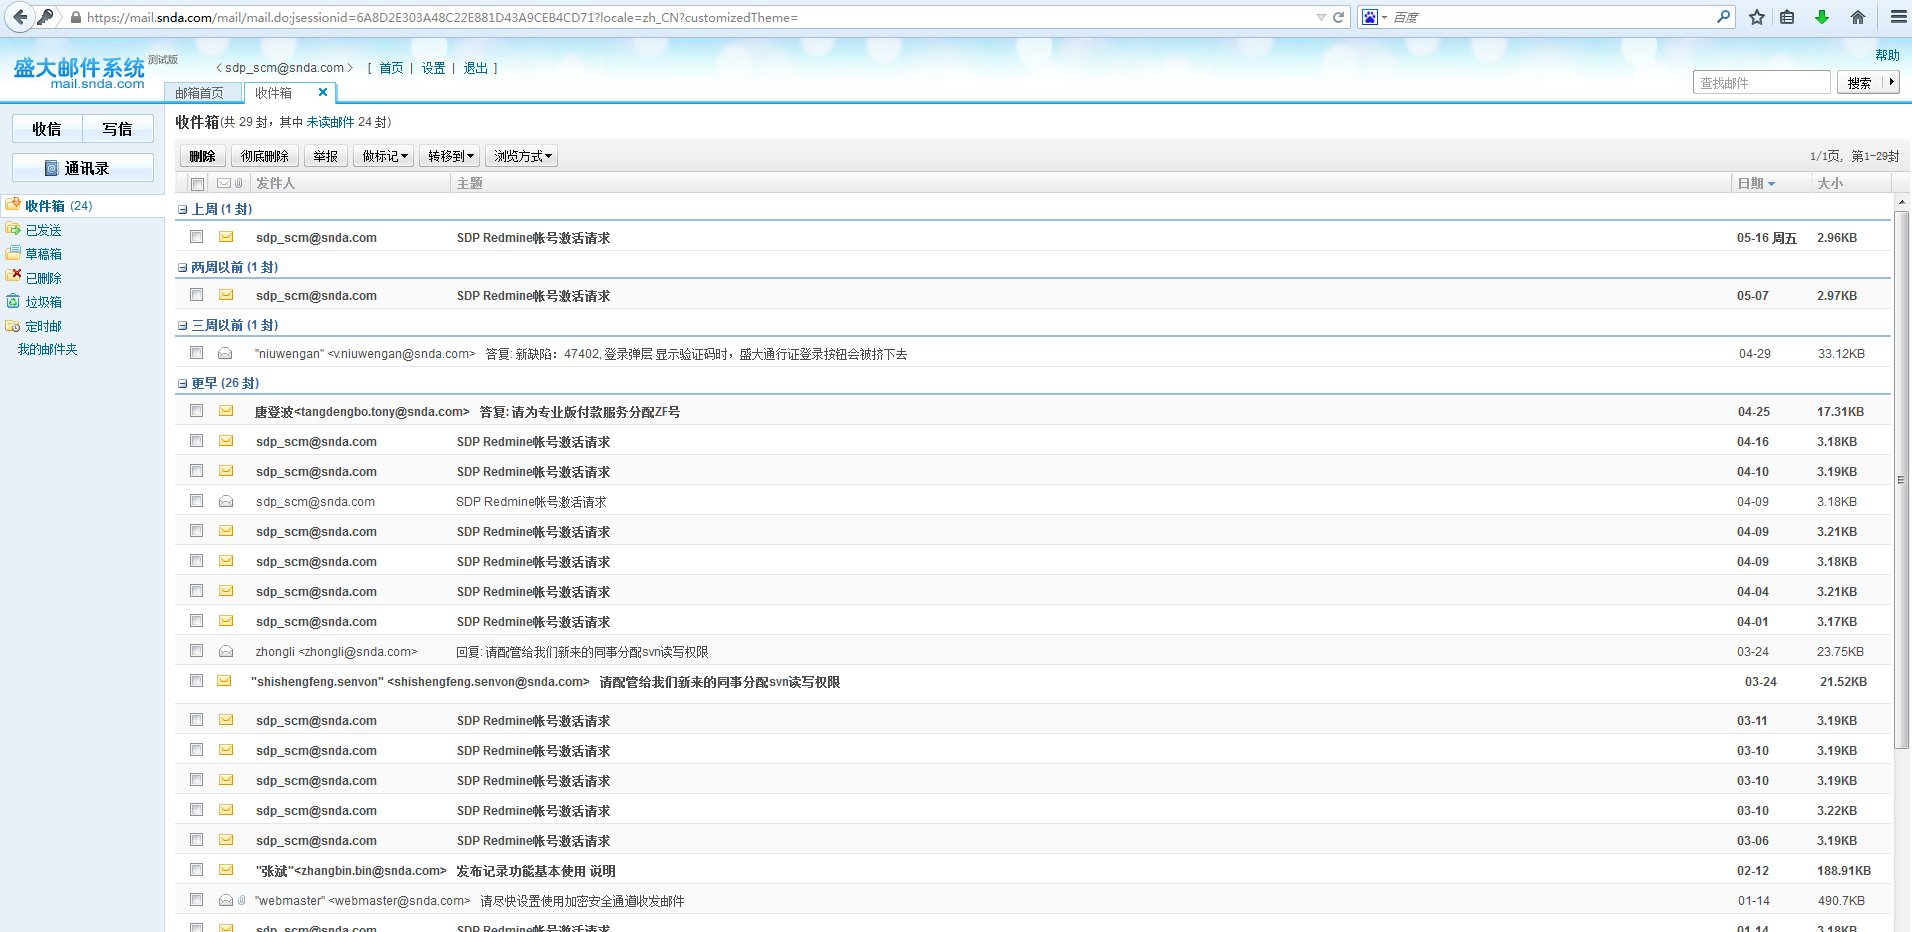 https://mail.snda.com/mail/mail.do;jsessionid=6A8D2E303A48C22E881D43A9CEB4CD71?locale=zh_CN?customizedTheme=
百度
盛大邮件系统 测试版
mail.snda.com
< sdp_scm@snda.com > [ 首页 | 设置 | 退出 ]
帮助
邮箱首页 收件箱
查找邮件 搜索
收信 写信
通讯录
收件箱 (24)
已发送
草稿箱
已删除
垃圾箱
定时邮
我的邮件夹
收件箱(共 29 封，其中 未读邮件 24 封)
删除 彻底删除 举报 做标记 转移到 浏览方式 1/1页, 第1-29封
发件人 主题 日期 大小
上周 (1 封)
sdp_scm@snda.com SDP Redmine帐号激活请求 05-16 周五 2.96KB
两周以前 (1 封)
sdp_scm@snda.com SDP Redmine帐号激活请求 05-07 2.97KB
三周以前 (1 封)
"niuwengan" <v.niuwengan@snda.com> 答复: 新缺陷：47402, 登录弹层 显示验证码时，盛大通行证登录按钮会被挤下去 04-29 33.12KB
更早 (26 封)
唐登波<tangdengbo.tony@snda.com> 答复: 请为专业版付款服务分配ZF号 04-25 17.31KB
sdp_scm@snda.com SDP Redmine帐号激活请求 04-16 3.18KB
sdp_scm@snda.com SDP Redmine帐号激活请求 04-10 3.19KB
sdp_scm@snda.com SDP Redmine帐号激活请求 04-09 3.18KB
sdp_scm@snda.com SDP Redmine帐号激活请求 04-09 3.21KB
sdp_scm@snda.com SDP Redmine帐号激活请求 04-09 3.18KB
sdp_scm@snda.com SDP Redmine帐号激活请求 04-04 3.21KB
sdp_scm@snda.com SDP Redmine帐号激活请求 04-01 3.17KB
zhongli <zhongli@snda.com> 回复: 请配管给我们新来的同事分配svn读写权限 03-24 23.75KB
"shishengfeng.senvon" <shishengfeng.senvon@snda.com> 请配管给我们新来的同事分配svn读写权限 03-24 21.52KB
sdp_scm@snda.com SDP Redmine帐号激活请求 03-11 3.19KB
sdp_scm@snda.com SDP Redmine帐号激活请求 03-10 3.19KB
sdp_scm@snda.com SDP Redmine帐号激活请求 03-10 3.19KB
sdp_scm@snda.com SDP Redmine帐号激活请求 03-10 3.22KB
sdp_scm@snda.com SDP Redmine帐号激活请求 03-06 3.19KB
"张斌"<zhangbin.bin@snda.com> 发布记录功能基本使用 说明 02-12 188.91KB
"webmaster" <webmaster@snda.com> 请尽快设置使用加密安全通道收发邮件 01-14 490.7KB
sdp_scm@snda.com SDP Redmine帐号激活请求 01-14 3.18KB